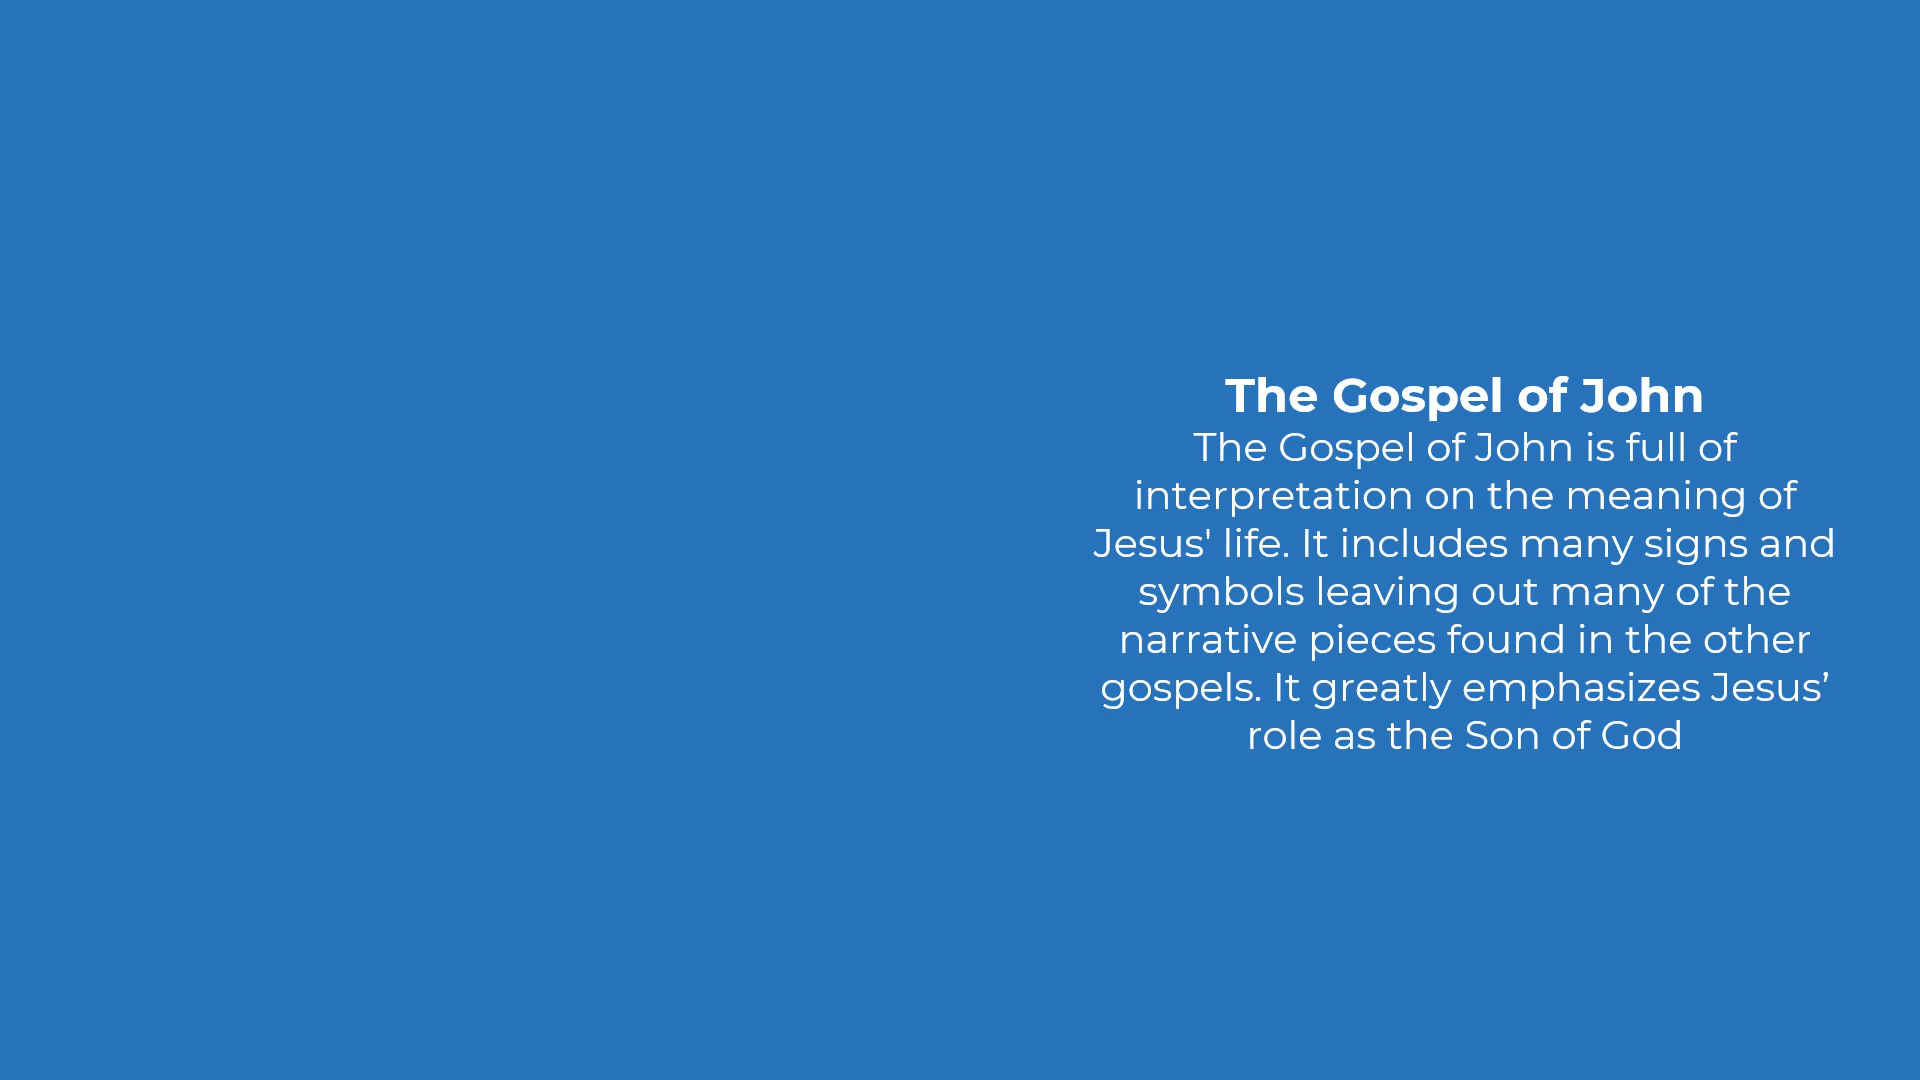 The Gospel of John
The Gospel of John is full of
interpretation on the meaning of
Jesus' life. It includes many signs and
symbols leaving out many of the
narrative pieces found in the other
gospels. It greatly emphasizes Jesus’
role as the Son of God